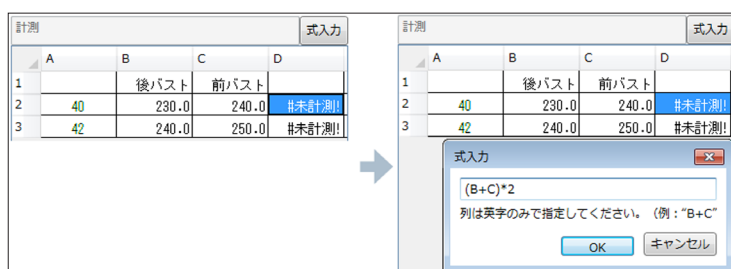 計測 式入力
A B C D
1 後バスト 前バスト
2 40 230.0 240.0 #未計測!
3 42 240.0 250.0 #未計測!
計測 式入力
A B C D
1 後バスト 前バスト
2 40 230.0 240.0 #未計測!
3 42 240.0 250.0 #未計測!
式入力
(B+C)*2
列は英字のみで指定してください。（例：“B+C”
OK キャンセル